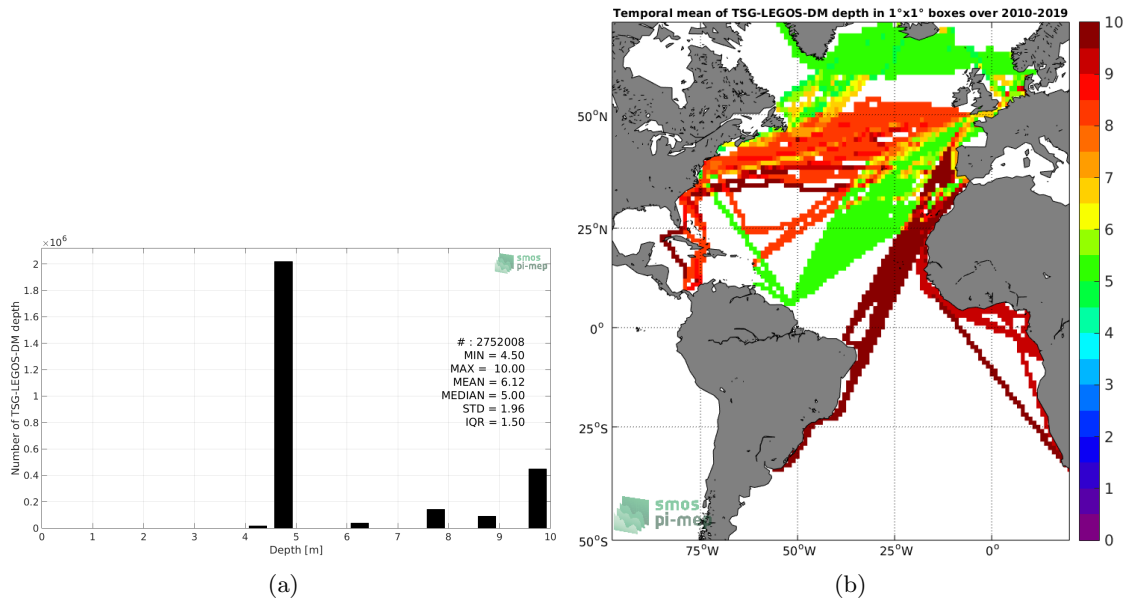 Temporal mean of TSG-LEGOS-DM depth in 1°x1° boxes over 2010-2019
×10⁶
2
1.8
1.6
1.4
1.2
1
0.8
0.6
0.4
0.2
0
Number of TSG-LEGOS-DM depth
smos
pi-mep
# : 2752008
MIN = 4.50
MAX = 10.00
MEAN = 6.12
MEDIAN = 5.00
STD = 1.96
IQR = 1.50
0 1 2 3 4 5 6 7 8 9 10
Depth [m]
(a)
50°N
25°N
0°
25°S
50°S
75°W 50°W 25°W 0°
smos
pi-mep
10
9
8
7
6
5
4
3
2
1
0
(b)